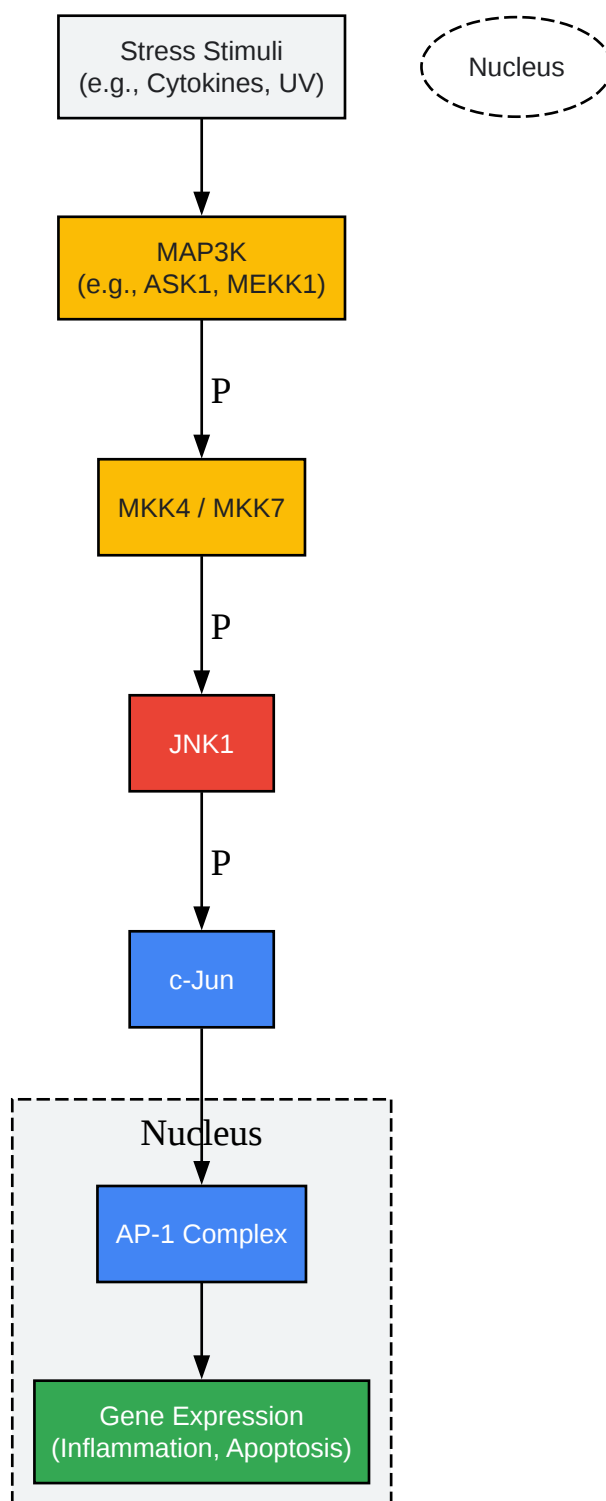 Stress Stimuli
(e.g., Cytokines, UV)
Nucleus
MAP3K
(e.g., ASK1, MEKK1)
P
MKK4 / MKK7
P
JNK1
P
c-Jun
Nucleus
AP-1 Complex
Gene Expression
(Inflammation, Apoptosis)